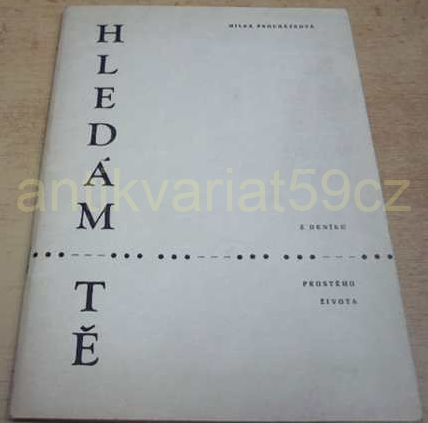 MILKA PROCHÁZKOVÁ
HLEDÁM
TĚ
Z DENÍKU
PROSTÉHO
ŽIVOTA
antikvariat59cz